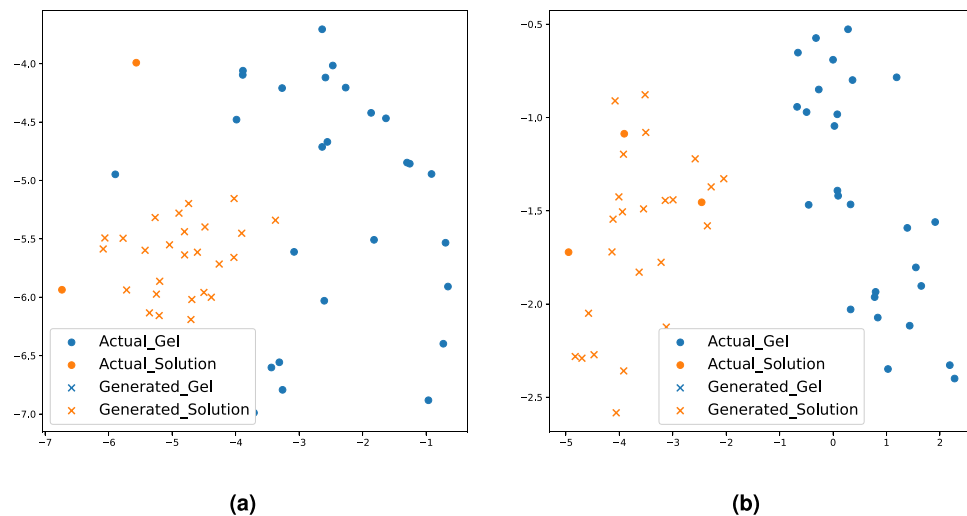 −4.0
−4.5
−5.0
−5.5
−6.0
−6.5
−7.0
Actual_Gel
Actual_Solution
Generated_Gel
Generated_Solution
−7 −6 −5 −4 −3 −2 −1
(a)
−0.5
−1.0
−1.5
−2.0
−2.5
Actual_Gel
Actual_Solution
Generated_Gel
Generated_Solution
−5 −4 −3 −2 −1 0 1 2
(b)